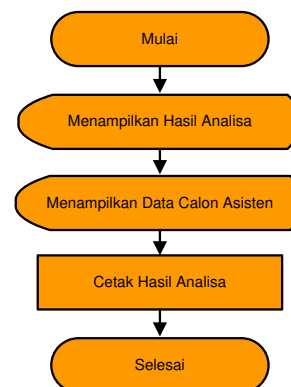 Mulai
Menampilkan Hasil Analisa
Menampilkan Data Calon Asisten
Cetak Hasil Analisa
Selesai